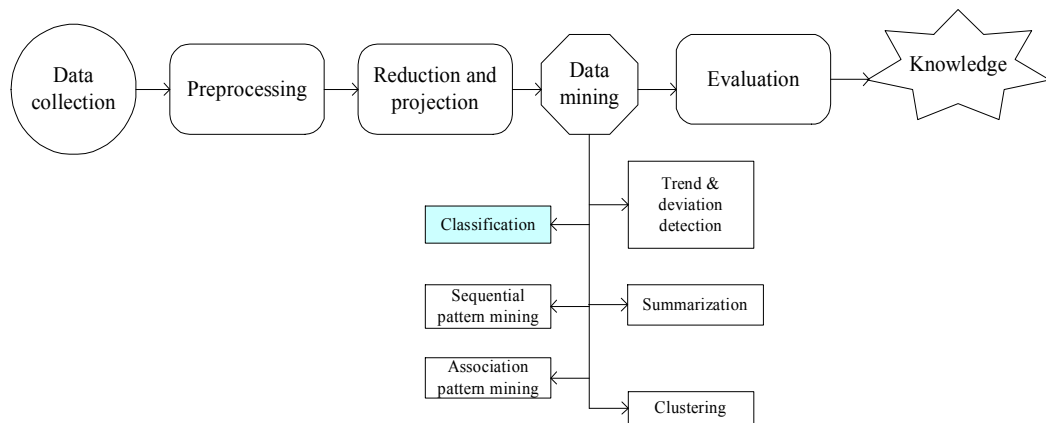 Data
collection
Preprocessing
Reduction and
projection
Data
mining
Evaluation
Knowledge
Trend &
deviation
detection
Classification
Sequential
pattern mining
Summarization
Association
pattern mining
Clustering